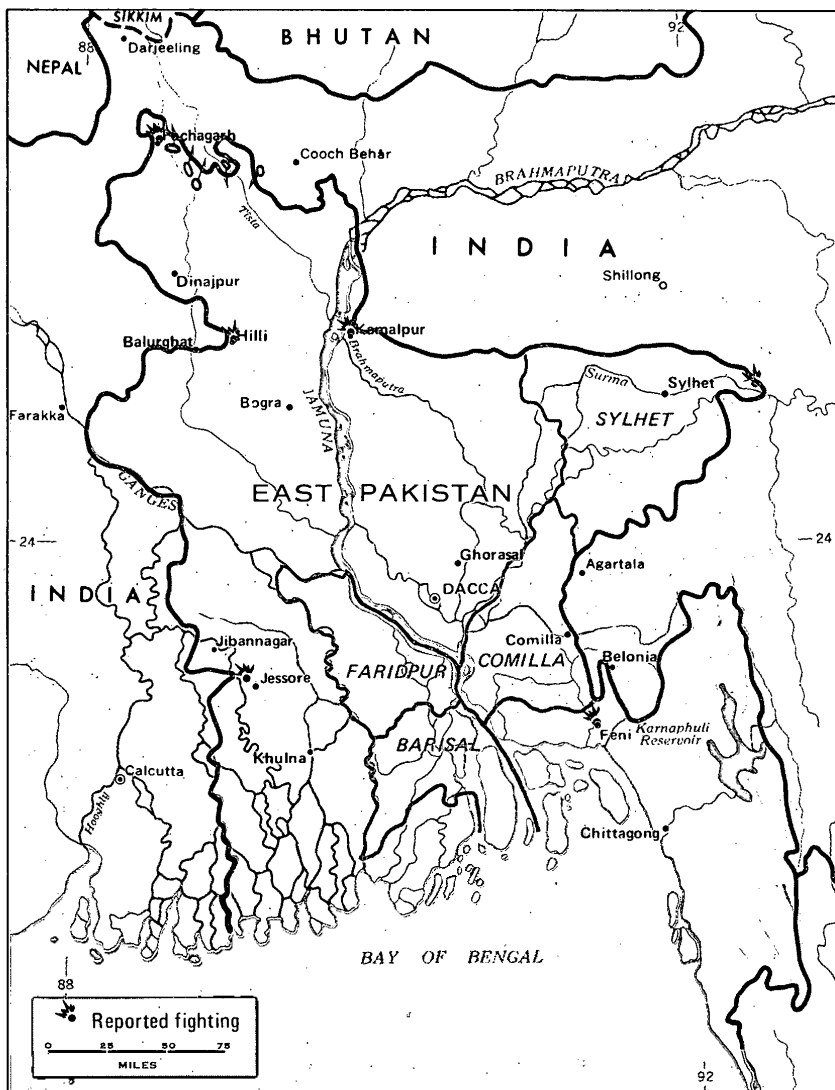 SIKKIM
88
Darjeeling
BHUTAN
92
NEPAL
Pachagarh
Cooch Behar
BRAHMAPUTRA
Tista
INDIA
Shillong
Dinajpur
Balurghat
Hilli
Kamalpur
Brahmaputra
Surma
Sylhet
Bogra
JAMUNA
Farakka
SYLHET
GANGES
EAST PAKISTAN
24
24
Ghorasal
Agartala
INDIA
DACCA
Jibannagar
Comilla
FARIDPUR
COMILLA
Belonia
Jessore
Feni
Karnaphuli
Reservoir
BARISAL
Khulna
Calcutta
Hooghly
Chittagong
BAY OF BENGAL
88
Reported fighting
0 25 50 75
MILES
92